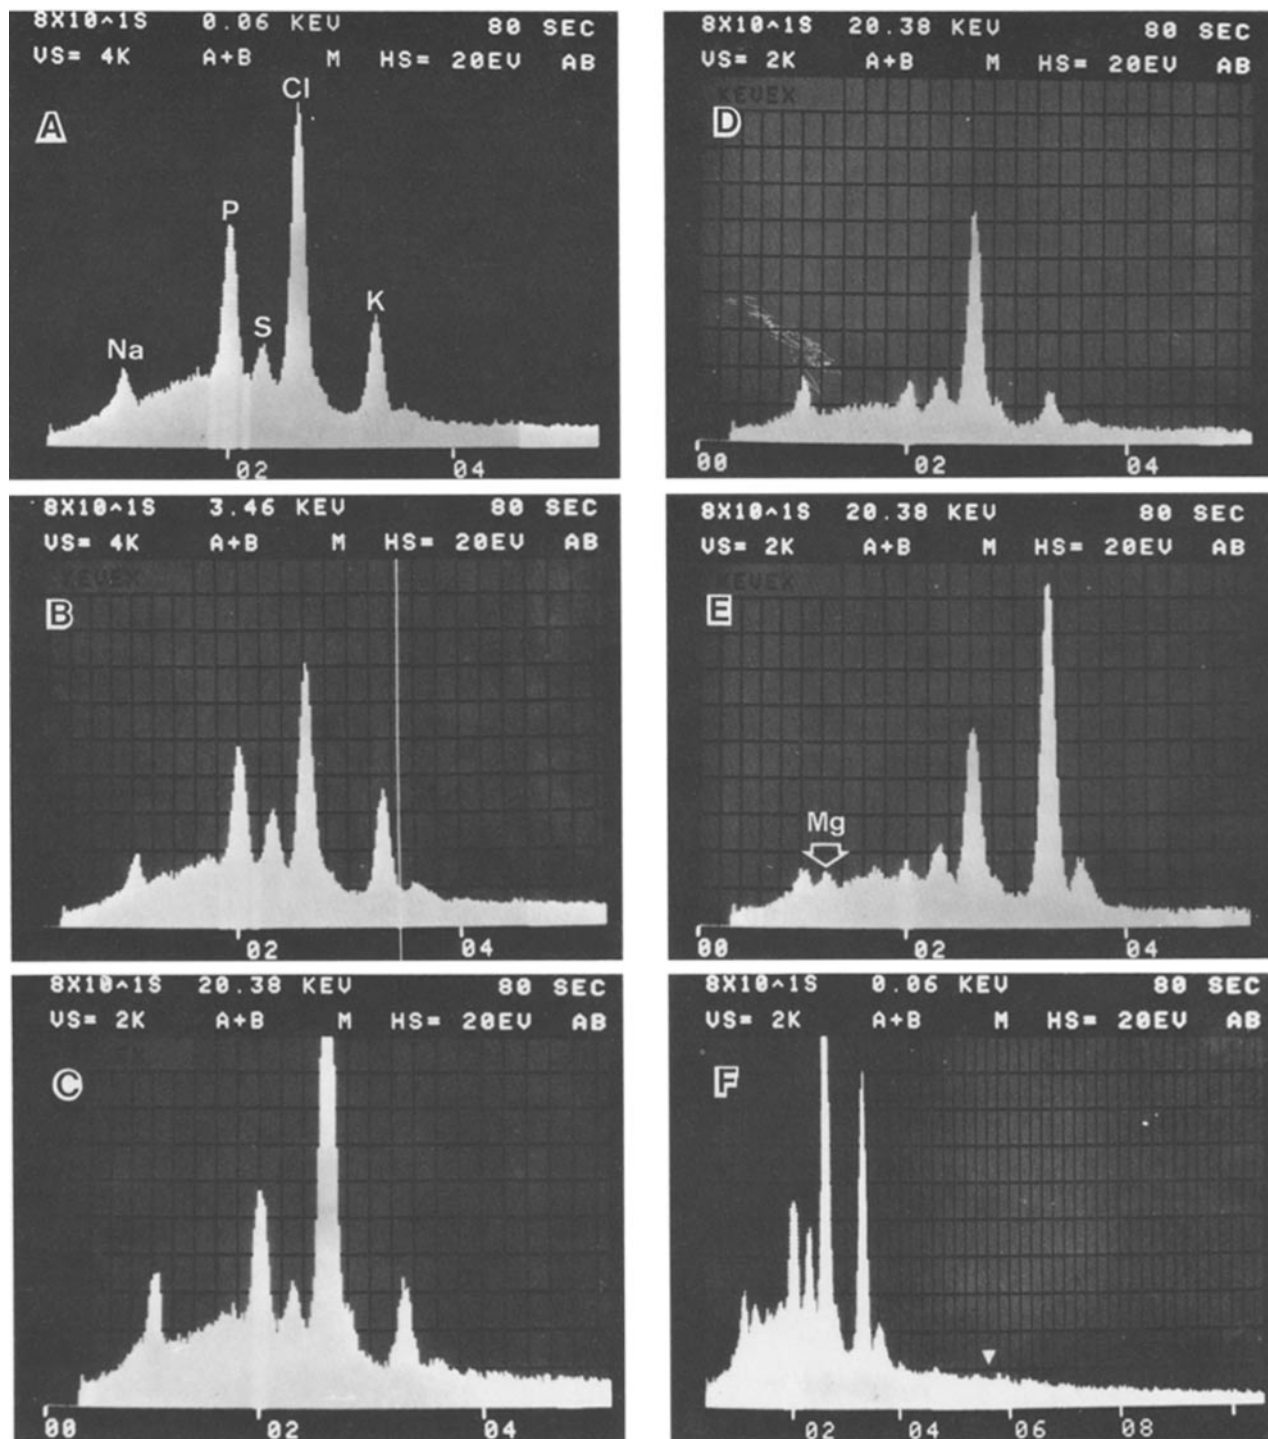 8X10^1S 0.06 KEV 80 SEC
VS= 4K A+B M HS= 20EV AB
A
Cl
P
K
S
Na
02 04
8X10^1S 3.46 KEV 80 SEC
VS= 4K A+B M HS= 20EV AB
KEVEX
B
02 04
8X10^1S 20.38 KEV 80 SEC
VS= 2K A+B M HS= 20EV AB
C
00 02 04
8X10^1S 20.38 KEV 80 SEC
VS= 2K A+B M HS= 20EV AB
KEVEX
D
00 02 04
8X10^1S 20.38 KEV 80 SEC
VS= 2K A+B M HS= 20EV AB
KEVEX
E
Mg
00 02 04
8X10^1S 0.06 KEV 80 SEC
VS= 2K A+B M HS= 20EV AB
F
02 04 06 08